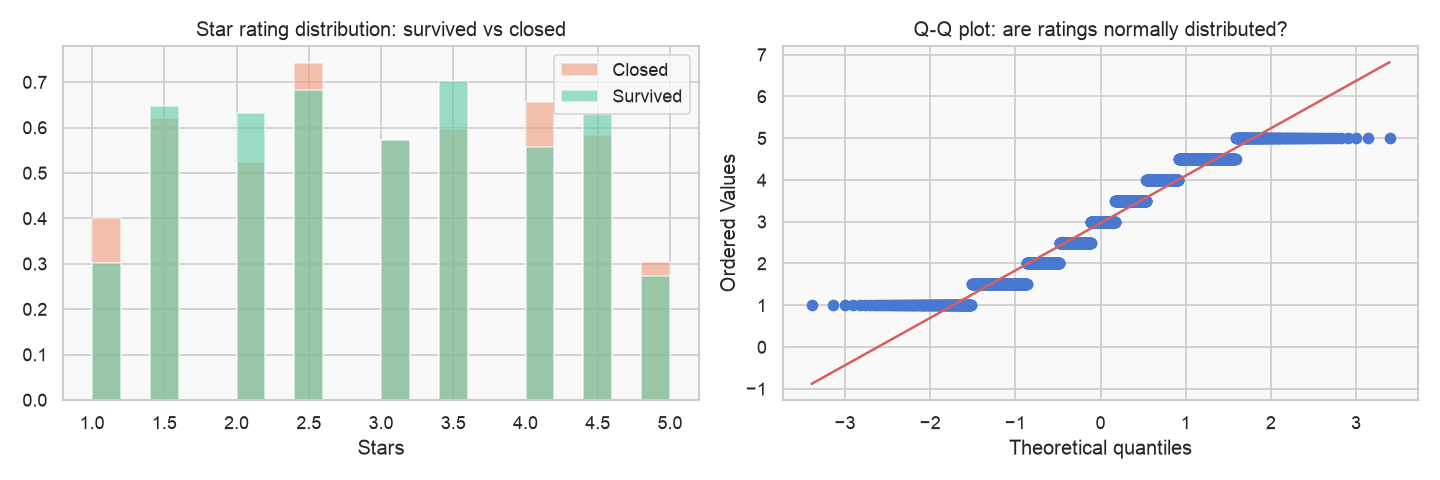 Star rating distribution: survived vs closed
Closed
Survived
0.7
0.6
0.5
0.4
0.3
0.2
0.1
0.0
1.0 1.5 2.0 2.5 3.0 3.5 4.0 4.5 5.0
Stars
Q-Q plot: are ratings normally distributed?
Ordered Values
7
6
5
4
3
2
1
0
−1
−3 −2 −1 0 1 2 3
Theoretical quantiles